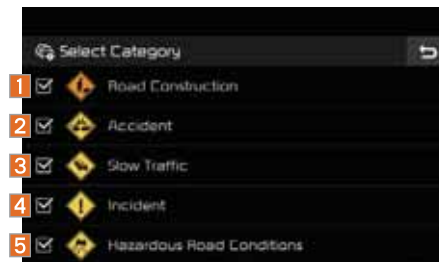 Select Category
1 Road Construction
2 Accident
3 Slow Traffic
4 Incident
5 Hazardous Road Conditions